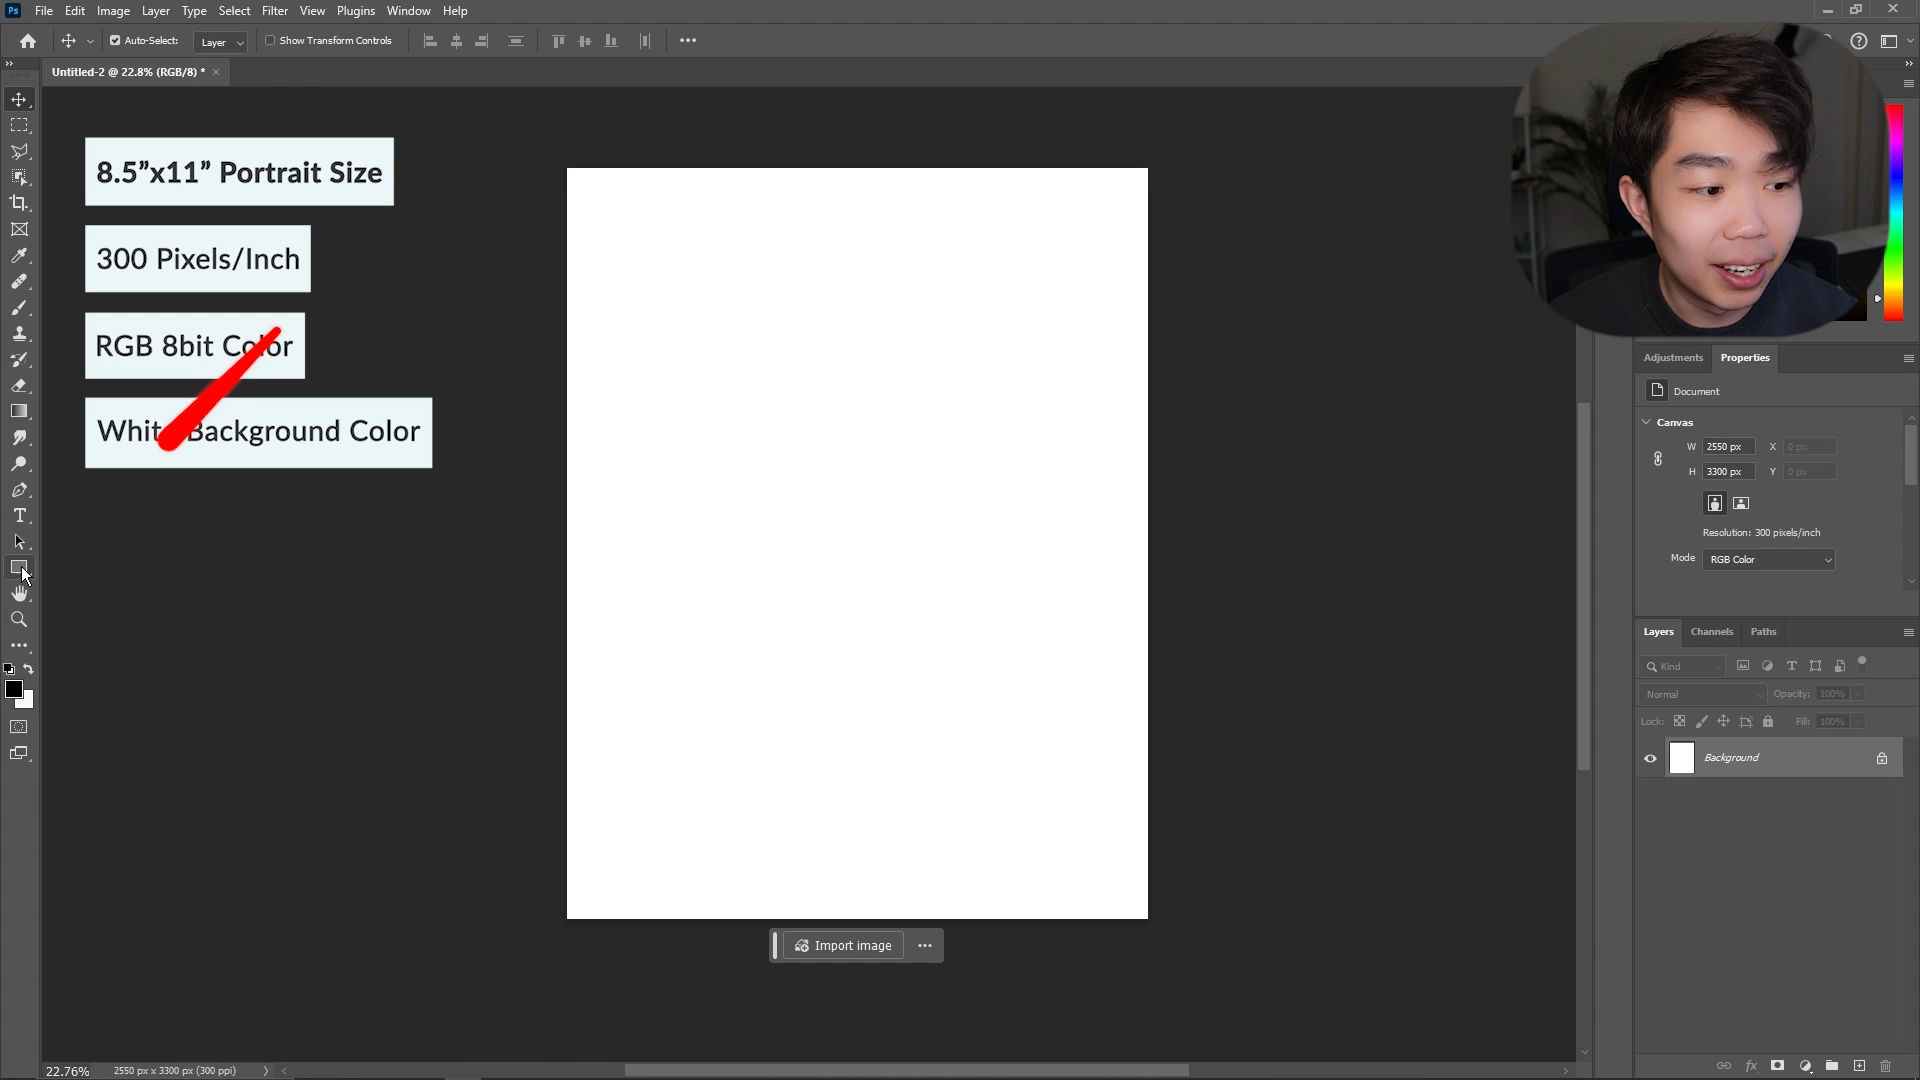 Ps File Edit Image Layer Type Select Filter View Plugins Window Help
Auto-Select: Layer Show Transform Controls
Untitled-2 @ 22.8% (RGB/8) *
8.5”x11” Portrait Size
300 Pixels/Inch
RGB 8bit Color
White Background Color
Import image
Adjustments Properties
Document
Canvas
W 2550 px X 0 px
H 3300 px Y 0 px
Resolution: 300 pixels/inch
Mode RGB Color
Layers Channels Paths
Kind
Normal Opacity: 100%
Lock: Fill: 100%
Background
22.76% 2550 px x 3300 px (300 ppi)